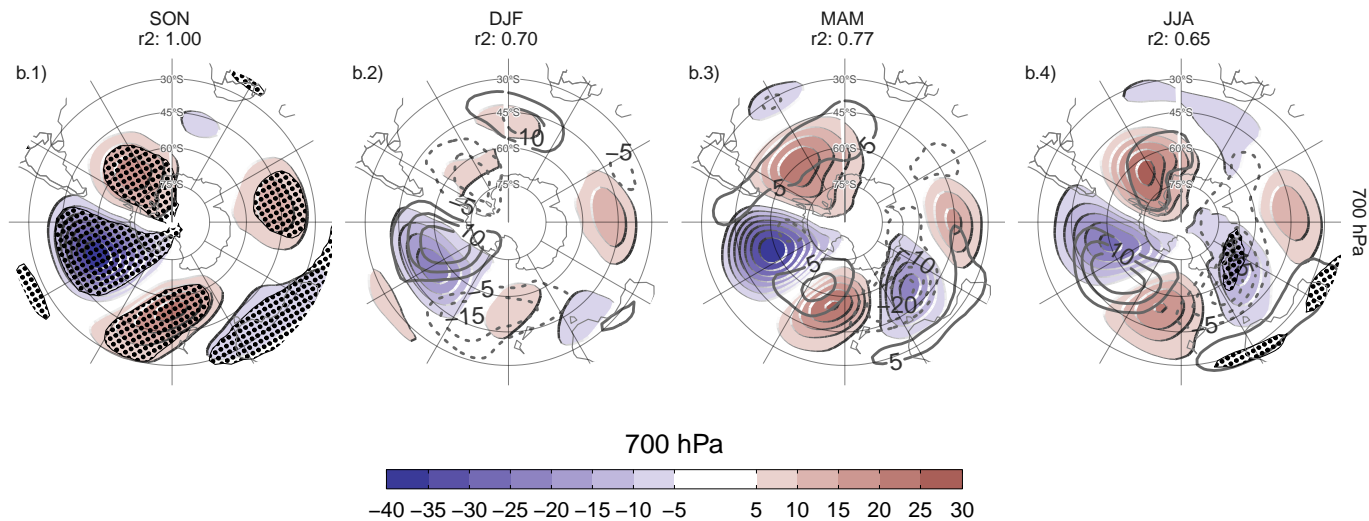 SON DJF MAM JJA
r2: 1.00 r2: 0.70 r2: 0.77 r2: 0.65
b.1) b.2) b.3) b.4)
30°S 30°S 30°S 30°S
45°S 45°S 45°S 45°S
60°S 60°S 60°S 60°S
75°S 75°S 75°S 75°S
10
−5
−5
10
−5
−15
5
5
5
−10
−20
5
10
−5
700 hPa
700 hPa
−40 −35 −30 −25 −20 −15 −10 −5 5 10 15 20 25 30